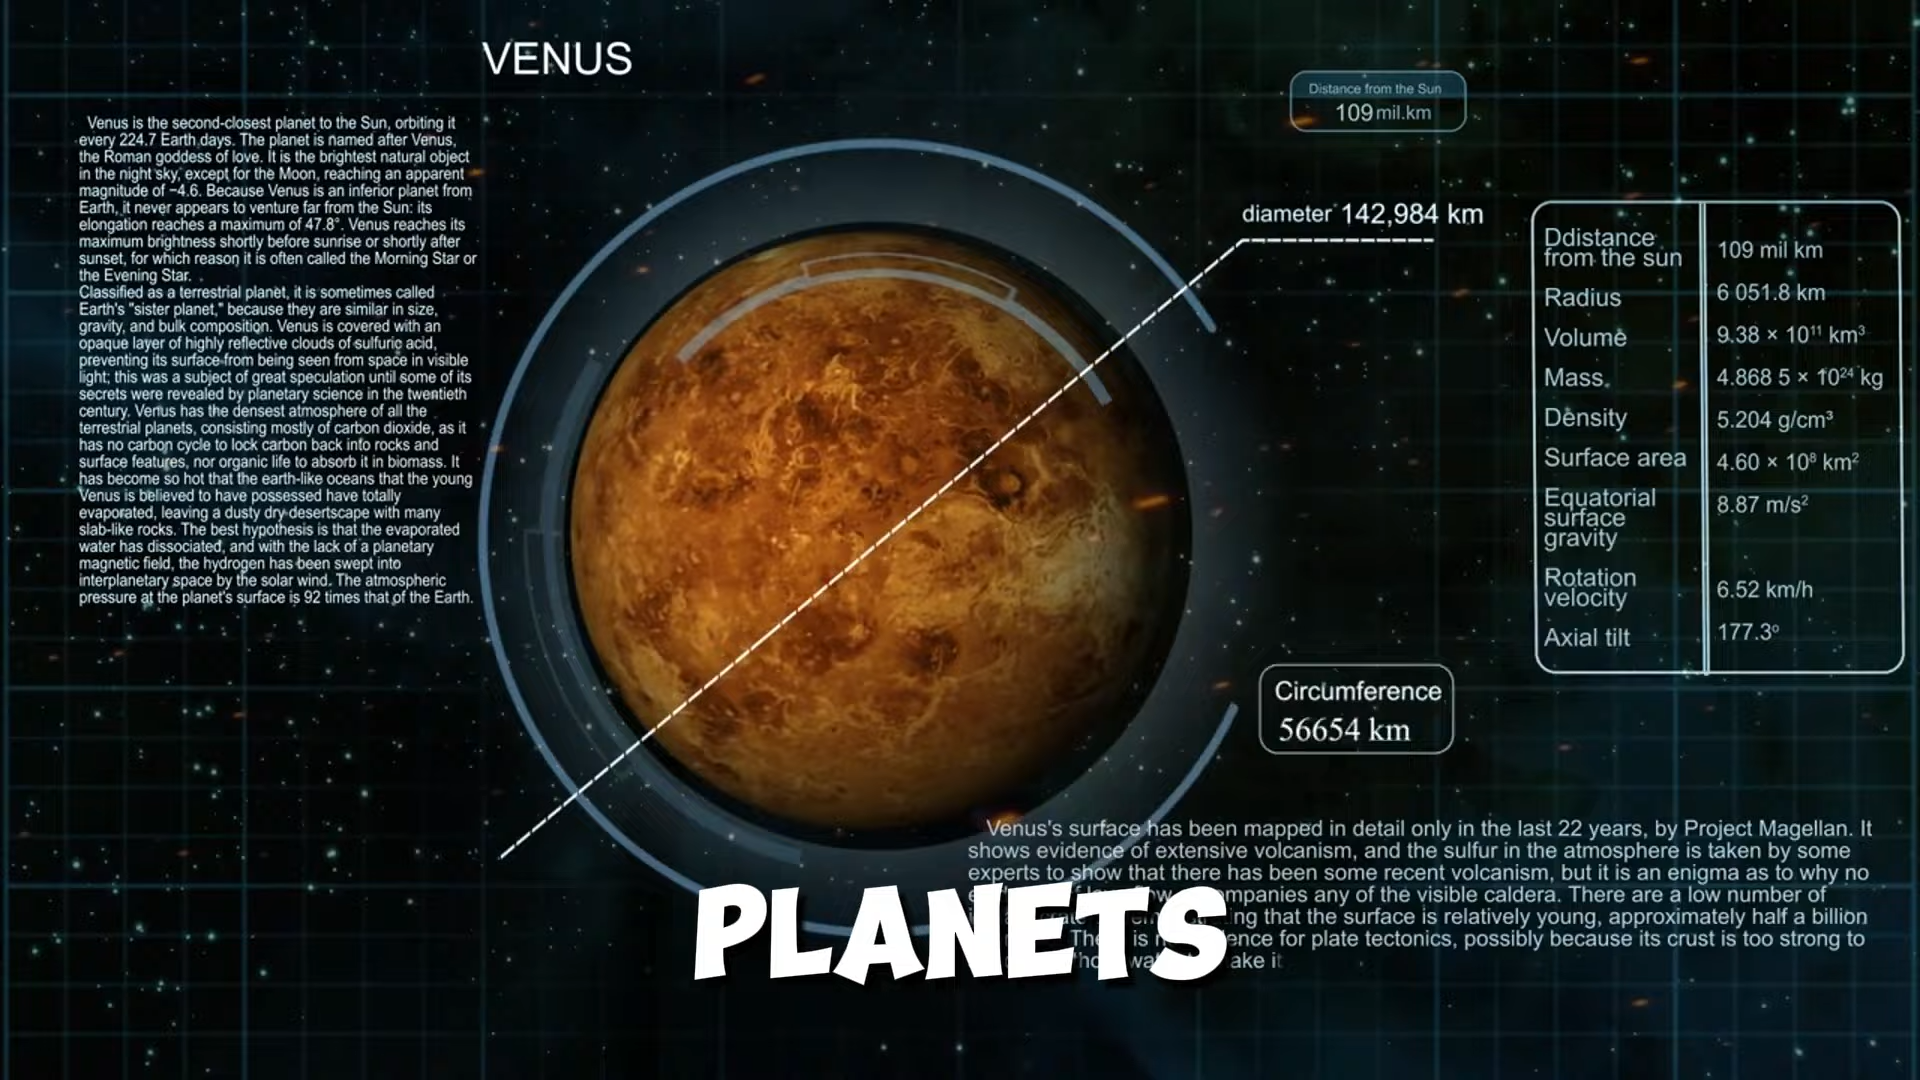 VENUS
Venus is the second-closest planet to the Sun, orbiting it
every 224.7 Earth days. The planet is named after Venus,
the Roman goddess of love. It is the brightest natural object
in the night sky, except for the Moon, reaching an apparent
magnitude of −4.6. Because Venus is an inferior planet from
Earth, it never appears to venture far from the Sun: its
elongation reaches a maximum of 47.8°. Venus reaches its
maximum brightness shortly before sunrise or shortly after
sunset, for which reason it is often called the Morning Star or
the Evening Star.
Classified as a terrestrial planet, it is sometimes called
Earth's "sister planet," because they are similar in size,
gravity, and bulk composition. Venus is covered with an
opaque layer of highly reflective clouds of sulfuric acid,
preventing its surface from being seen from space in visible
light; this was a subject of great speculation until some of its
secrets were revealed by planetary science in the twentieth
century. Venus has the densest atmosphere of all the
terrestrial planets, consisting mostly of carbon dioxide, as it
has no carbon cycle to lock carbon back into rocks and
surface features, nor organic life to absorb it in biomass. It
has become so hot that the earth-like oceans that the young
Venus is believed to have possessed have totally
evaporated, leaving a dusty dry desertscape with many
slab-like rocks. The best hypothesis is that the evaporated
water has dissociated, and with the lack of a planetary
magnetic field, the hydrogen has been swept into
interplanetary space by the solar wind. The atmospheric
pressure at the planet's surface is 92 times that of the Earth.
Distance from the Sun
109 mil.km
diameter 142,984 km
Ddistance
from the sun 109 mil km
Radius 6 051.8 km
Volume 9.38 × 10¹¹ km³
Mass 4.868 5 × 10²⁴ kg
Density 5.204 g/cm³
Surface area 4.60 × 10⁸ km²
Equatorial
surface
gravity 8.87 m/s²
Rotation
velocity 6.52 km/h
Axial tilt 177.3°
Circumference
56654 km
Venus's surface has been mapped in detail only in the last 22 years, by Project Magellan. It
shows evidence of extensive volcanism, and the sulfur in the atmosphere is taken by some
experts to show that there has been some recent volcanism, but it is an enigma as to why no
any of the visible caldera. There are a low number of
that the surface is relatively young, approximately half a billion
for plate tectonics, possibly because its crust is too strong to
it
PLANETS